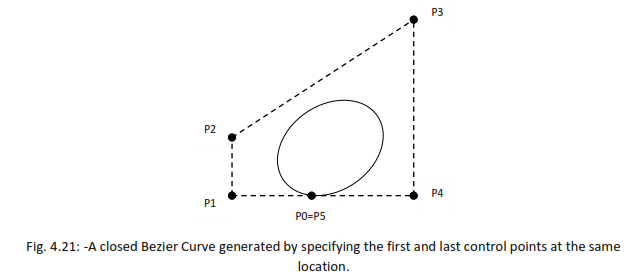 P3
P2
P4
P1
P0=P5
Fig. 4.21: -A closed Bezier Curve generated by specifying the first and last control points at the same
location.